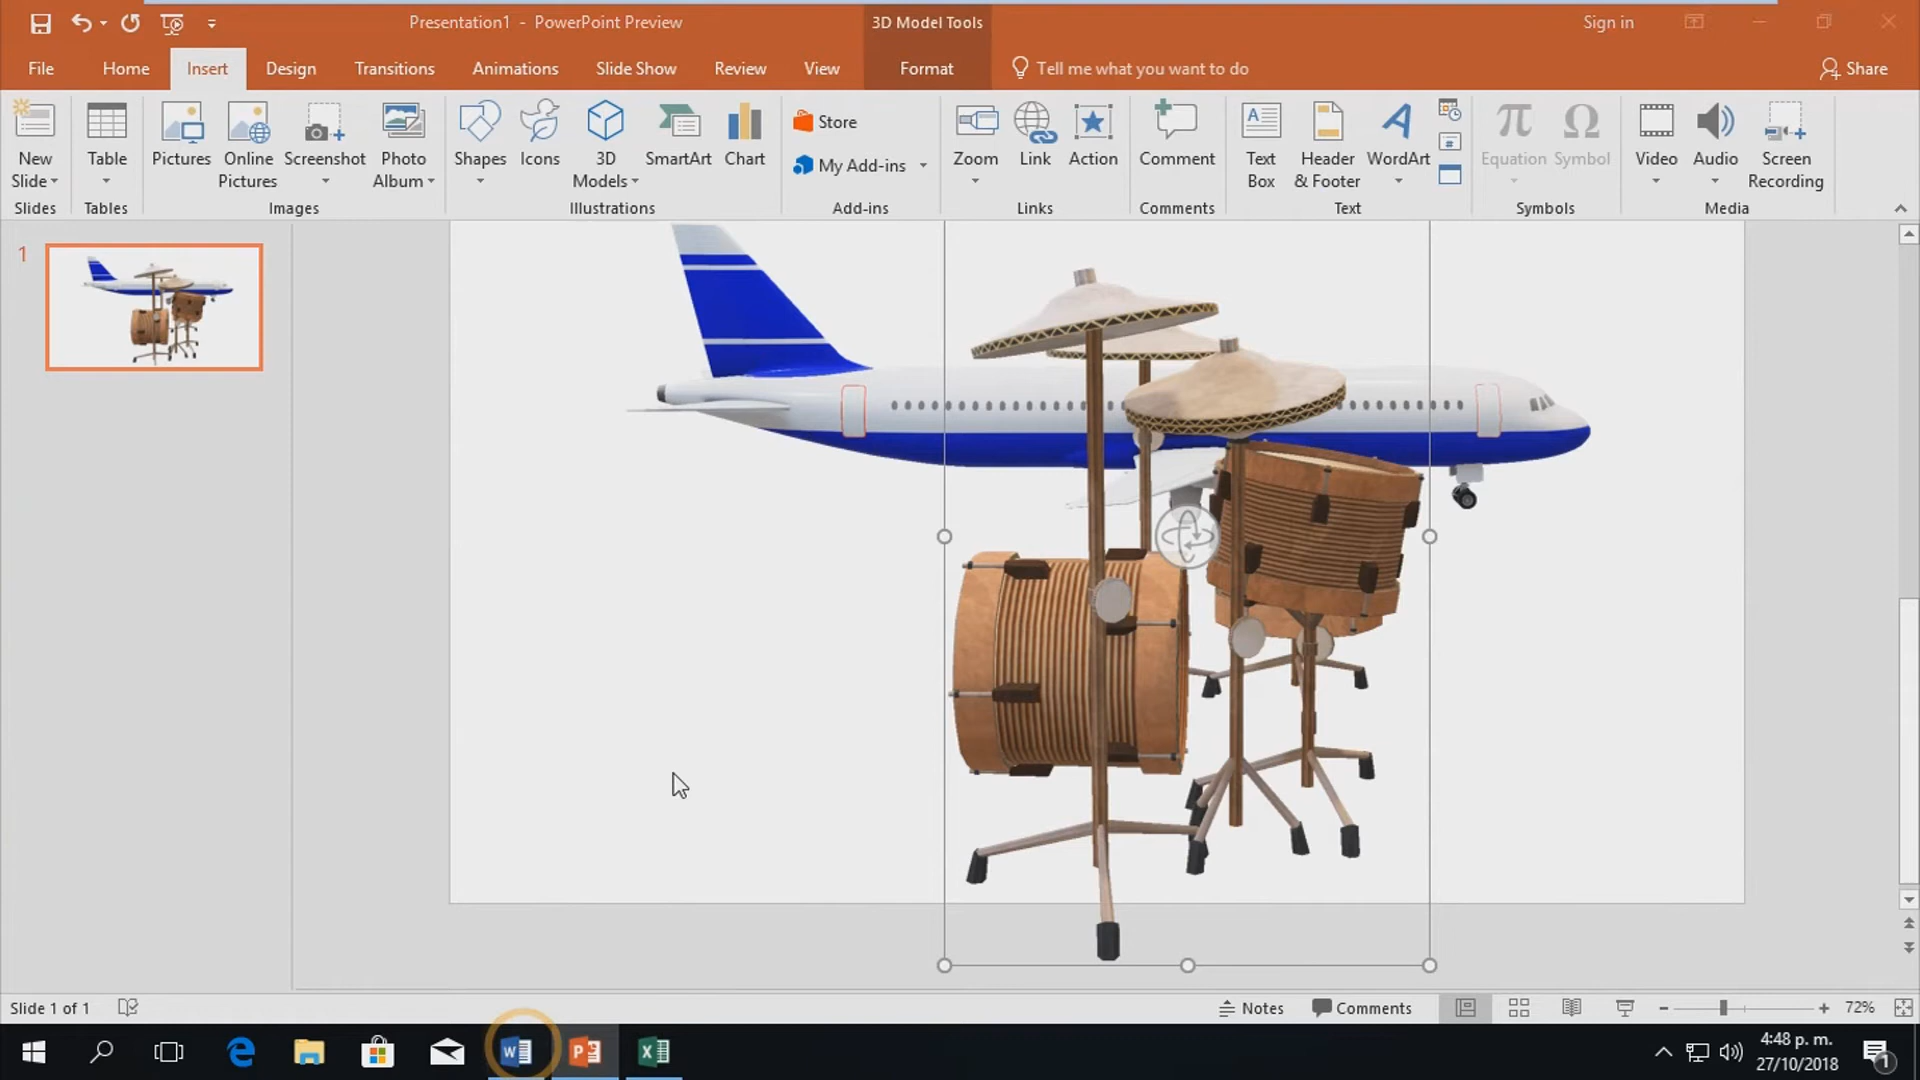 Presentation1 - PowerPoint Preview
3D Model Tools
Sign in
File Home Insert Design Transitions Animations Slide Show Review View Format Tell me what you want to do Share
New Slide
Table
Pictures
Online Pictures
Screenshot
Photo Album
Shapes
Icons
3D Models
SmartArt
Chart
Store
My Add-ins
Zoom
Link
Action
Comment
Text Box
Header & Footer
WordArt
Equation
Symbol
Video
Audio
Screen Recording
Slides Tables Images Illustrations Add-ins Links Comments Text Symbols Media
1
Slide 1 of 1
Notes
Comments
72%
4:48 p. m.
27/10/2018
1